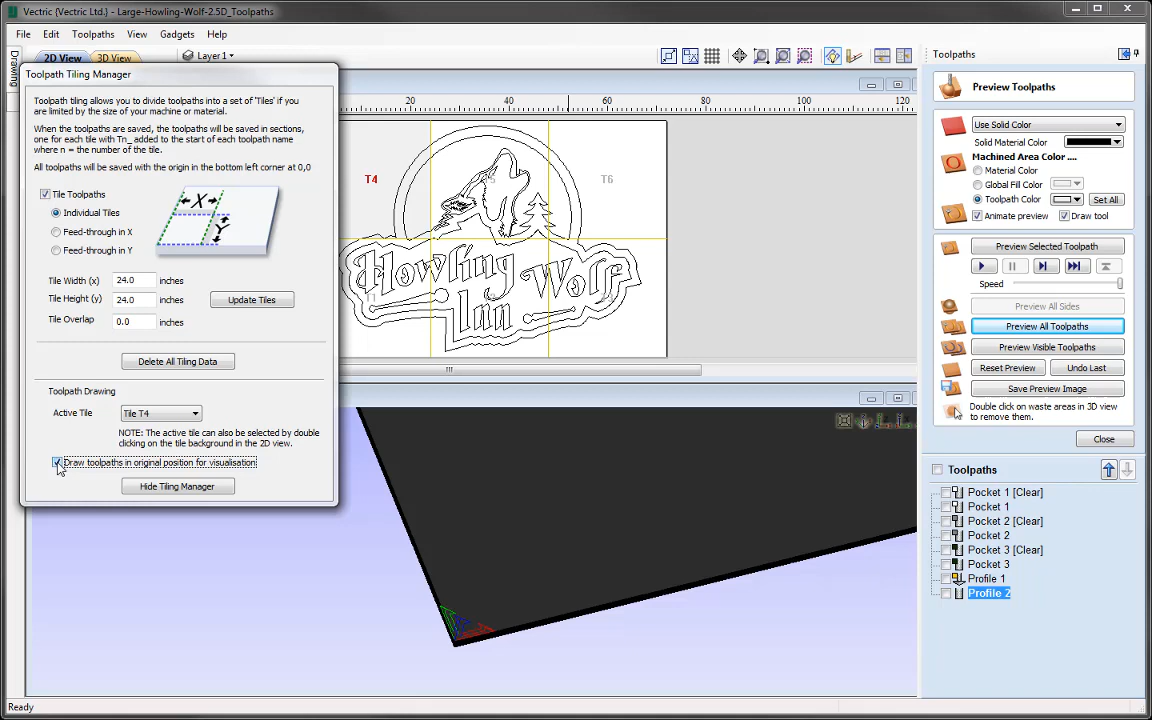 Vectric {Vectric Ltd.} - Large-Howling-Wolf-2.5D_Toolpaths
File Edit Toolpaths View Gadgets Help
2D View 3D View Layer 1
Drawing
Toolpath Tiling Manager
Toolpath tiling allows you to divide toolpaths into a set of 'Tiles' if you
are limited by the size of your machine or material.
When the toolpaths are saved, the toolpaths will be saved in sections,
one for each tile with Tn_ added to the start of each toolpath name
where n = the number of the tile.
All toolpaths will be saved with the origin in the bottom left corner at 0,0
Tile Toolpaths
Individual Tiles
Feed-through in X
Feed-through in Y
X
Y
Tile Width (x) 24.0 inches
Tile Height (y) 24.0 inches
Update Tiles
Tile Overlap 0.0 inches
Delete All Tiling Data
Toolpath Drawing
Active Tile Tile T4
NOTE: The active tile can also be selected by double
clicking on the tile background in the 2D view.
Draw toolpaths in original position for visualisation
Hide Tiling Manager
20 40 60 80 100 120
T4 T6
Howling Wolf
T1
Inn
Toolpaths
Preview Toolpaths
Use Solid Color
Solid Material Color
Machined Area Color ....
Material Color
Global Fill Color
Toolpath Color Set All
Animate preview Draw tool
Preview Selected Toolpath
Speed
Preview All Sides
Preview All Toolpaths
Preview Visible Toolpaths
Reset Preview Undo Last
Save Preview Image
Double click on waste areas in 3D view
to remove them.
Close
Toolpaths
Pocket 1 [Clear]
Pocket 1
Pocket 2 [Clear]
Pocket 2
Pocket 3 [Clear]
Pocket 3
Profile 1
Profile 2
Ready